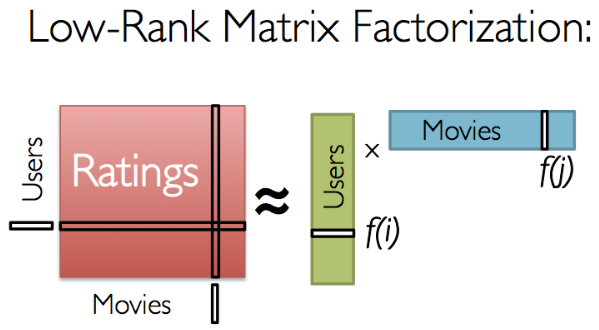 Low-Rank Matrix Factorization:
Users
Ratings
Movies
≈
Users
f(i)
x
Movies
f(j)